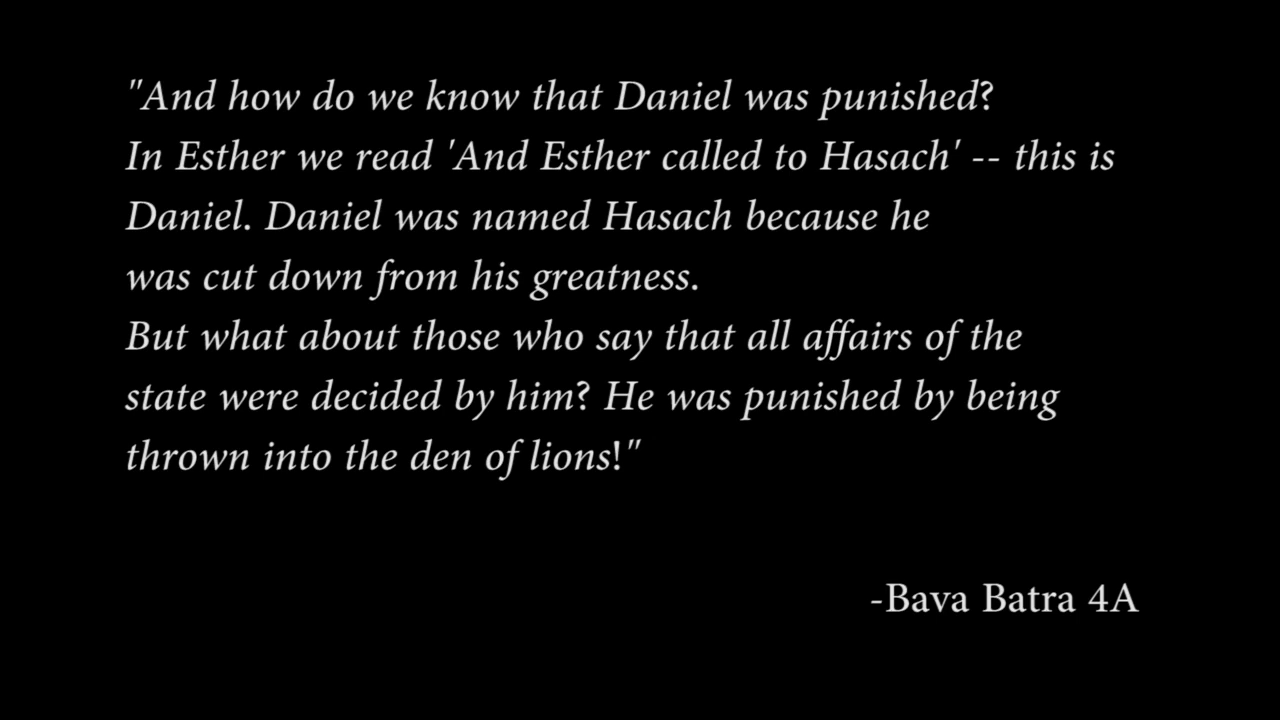 "And how do we know that Daniel was punished?
In Esther we read 'And Esther called to Hasach' -- this is
Daniel. Daniel was named Hasach because he
was cut down from his greatness.
But what about those who say that all affairs of the
state were decided by him? He was punished by being
thrown into the den of lions!"
-Bava Batra 4A